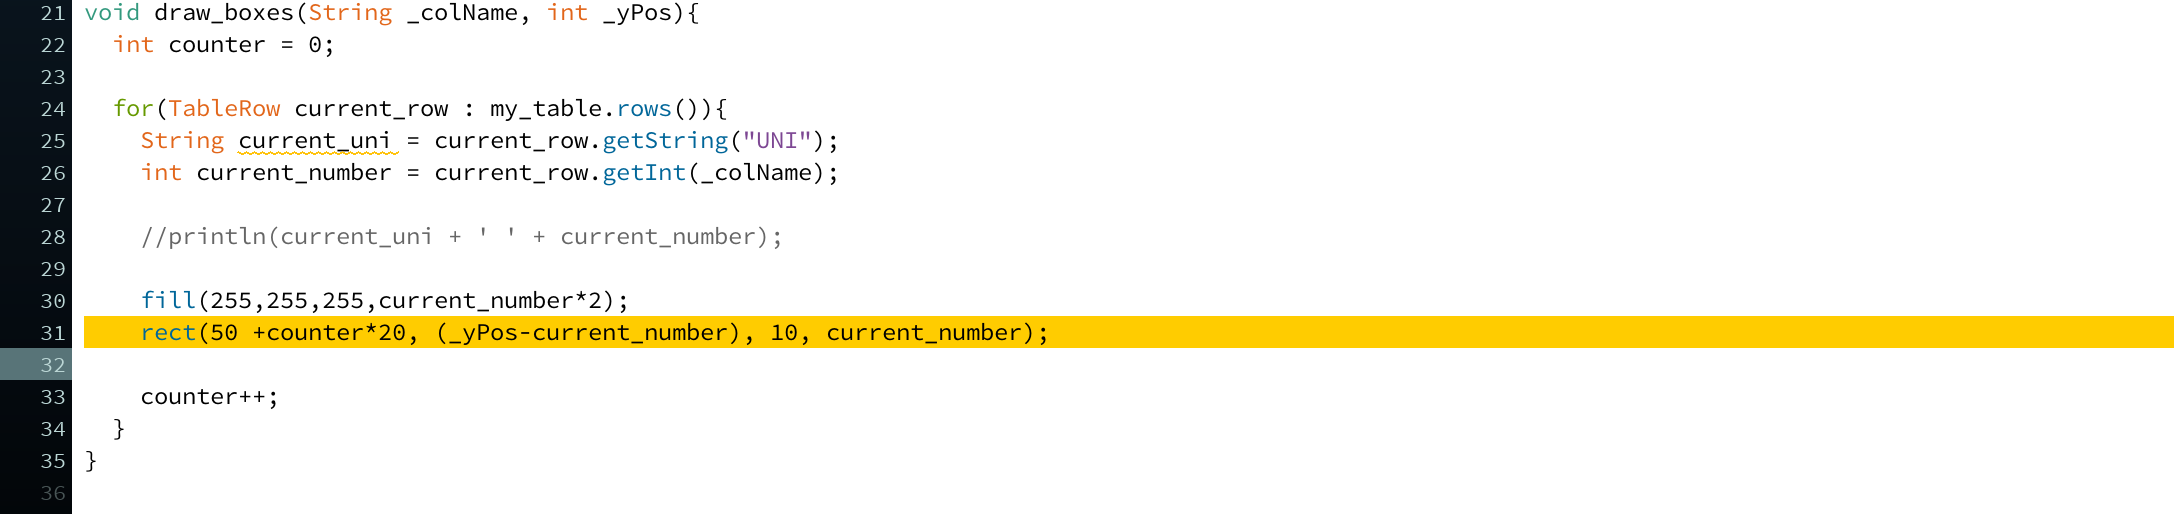 21 void draw_boxes(String _colName, int _yPos){
22 int counter = 0;
23
24 for(TableRow current_row : my_table.rows()){
25 String current_uni = current_row.getString("UNI");
26 int current_number = current_row.getInt(_colName);
27
28 //println(current_uni + ' ' + current_number);
29
30 fill(255,255,255,current_number*2);
31 rect(50 +counter*20, (_yPos-current_number), 10, current_number);
32
33 counter++;
34 }
35 }
36